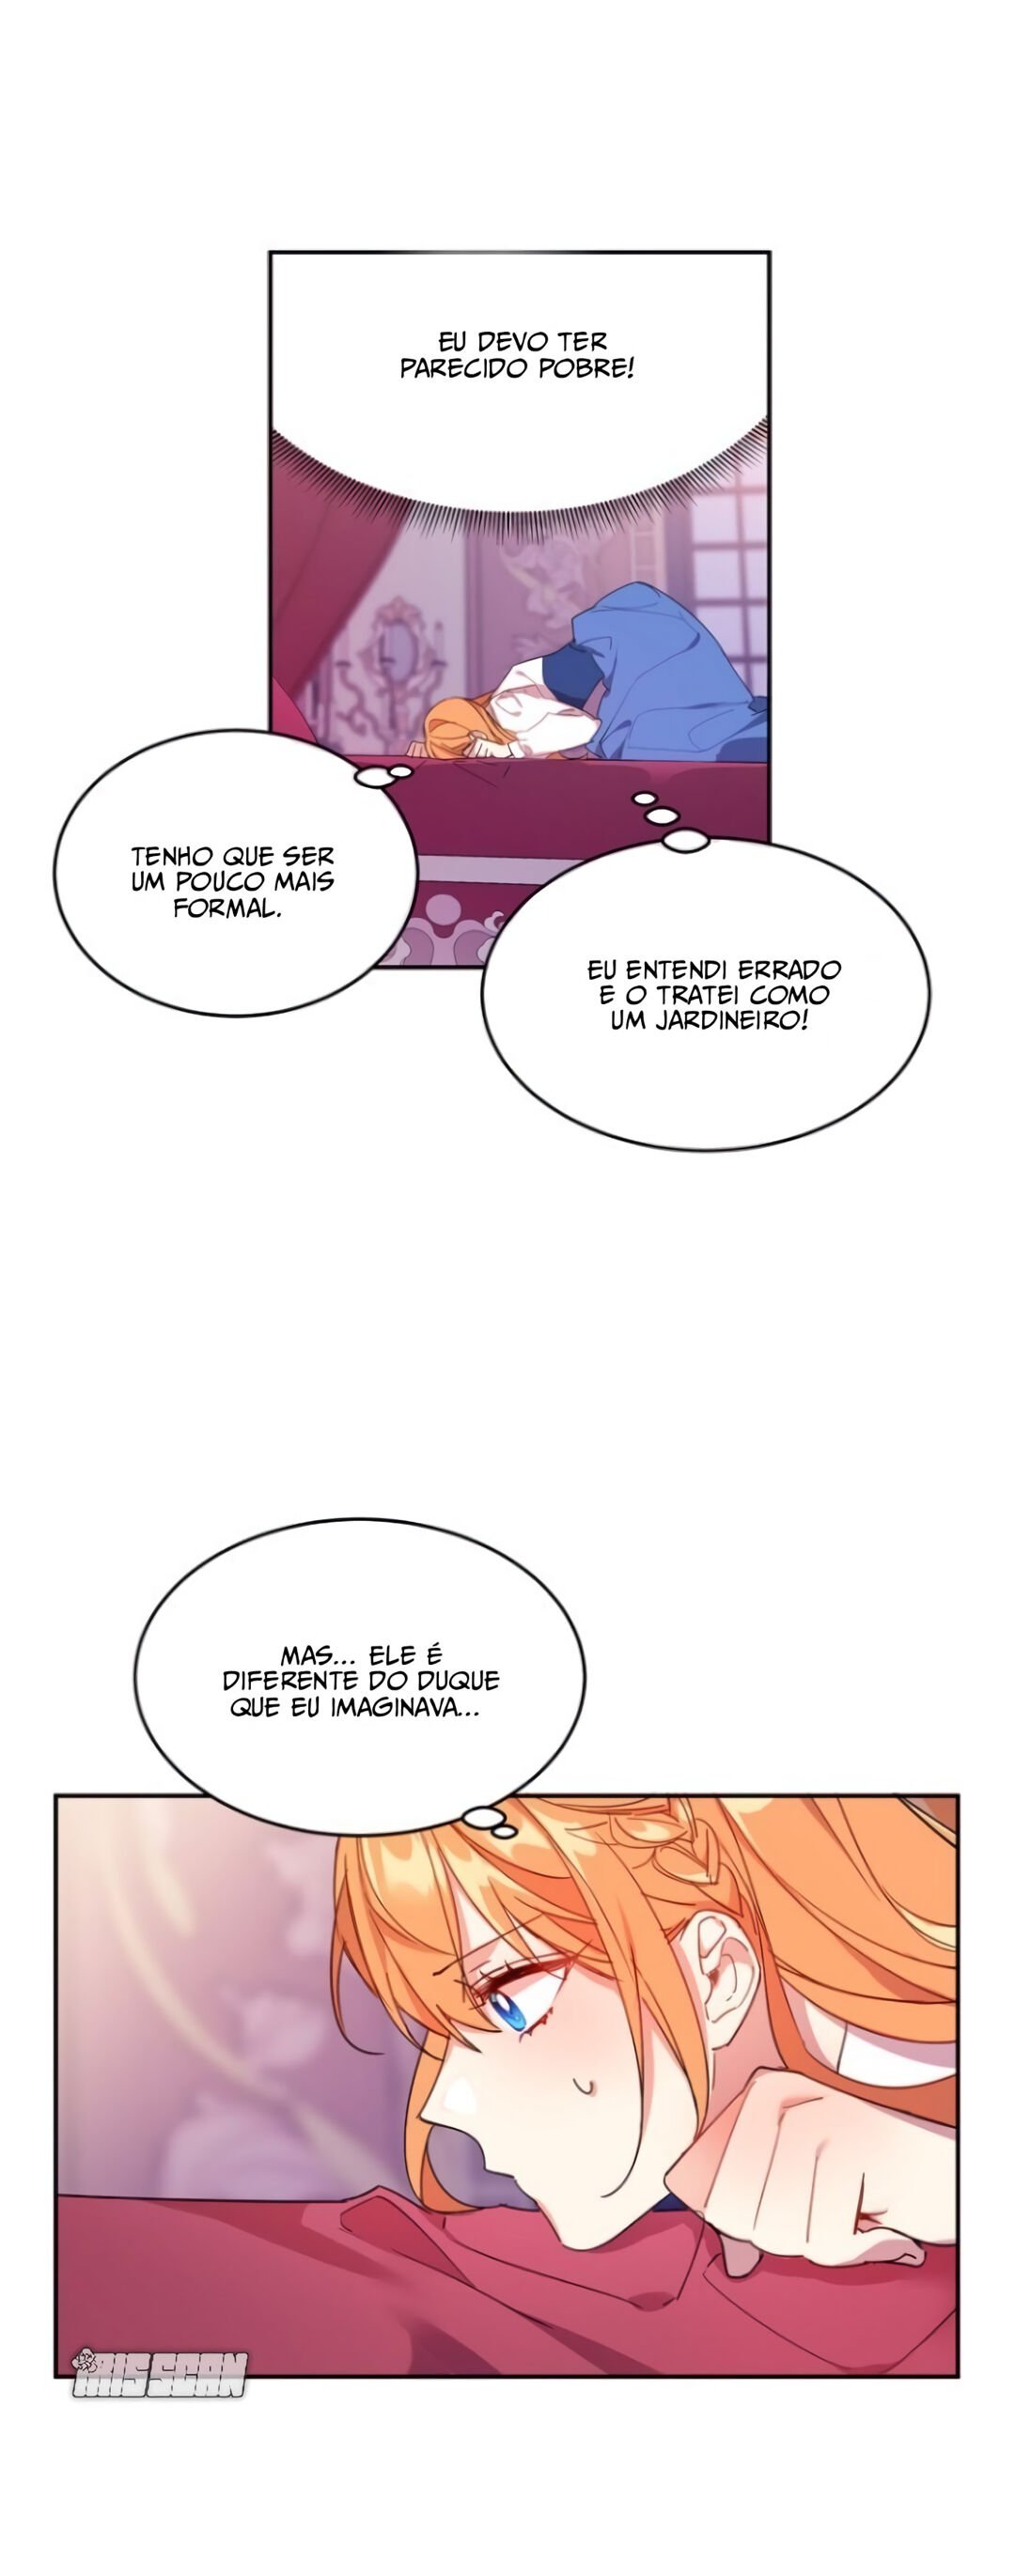 EU DEVO TER
PARECIDO POBRE!
TENHO QUE SER
UM POUCO MAIS
FORMAL.
EU ENTENDI ERRADO
E O TRATEI COMO
UM JARDINEIRO!
MAS... ELE É
DIFERENTE DO DUQUE
QUE EU IMAGINAVA...
MISSCAN